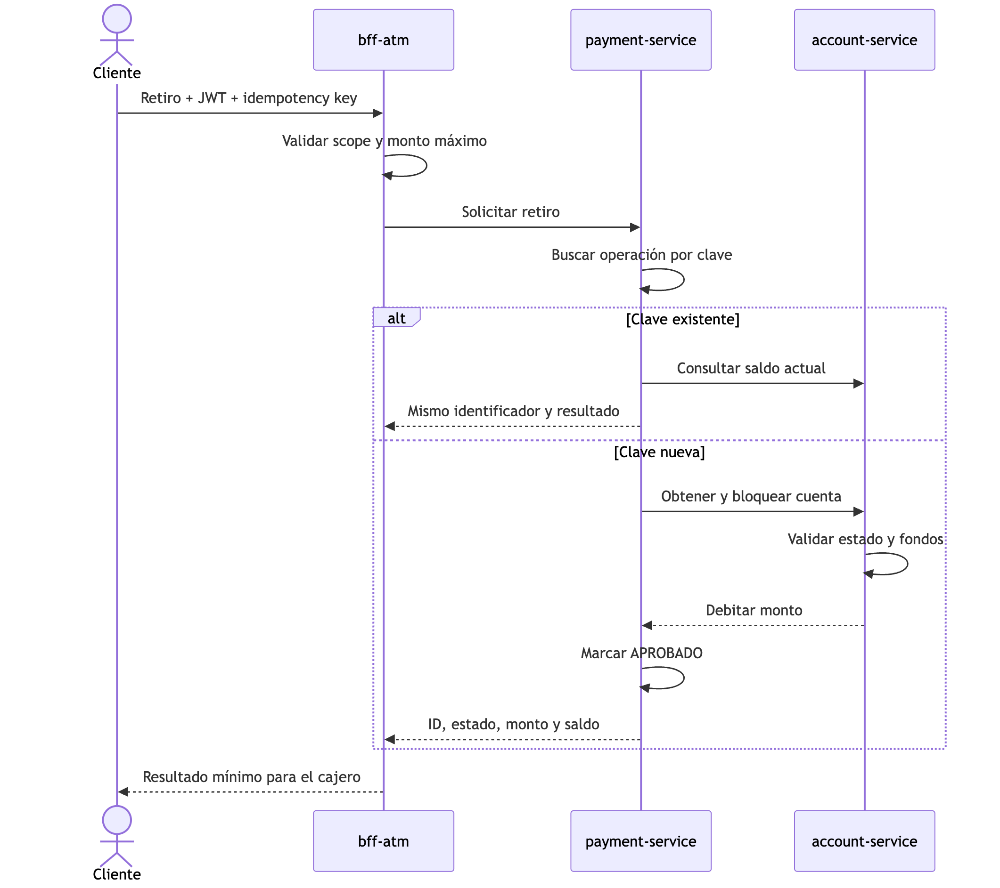 Cliente
bff-atm
payment-service
account-service
Retiro + JWT + idempotency key
Validar scope y monto máximo
Solicitar retiro
Buscar operación por clave
alt
[Clave existente]
Consultar saldo actual
Mismo identificador y resultado
[Clave nueva]
Obtener y bloquear cuenta
Validar estado y fondos
Debitar monto
Marcar APROBADO
ID, estado, monto y saldo
Resultado mínimo para el cajero
Cliente
bff-atm
payment-service
account-service